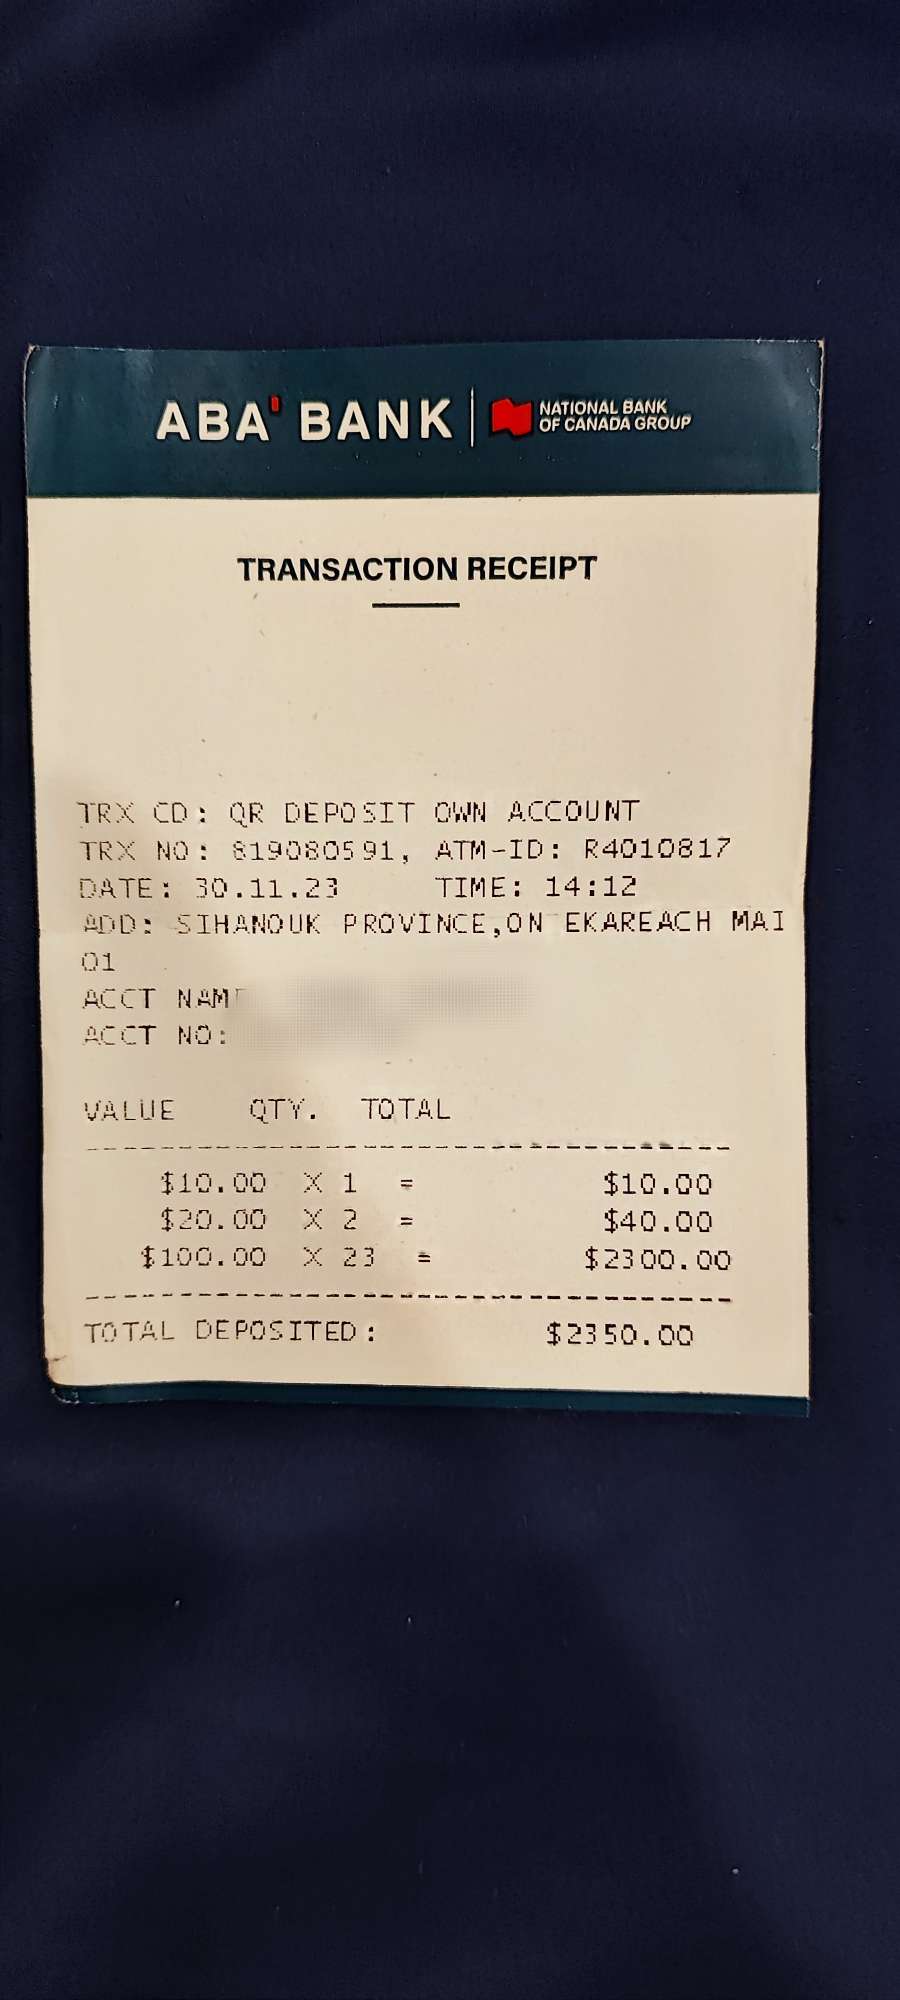 ABA' BANK | NATIONAL BANK
OF CANADA GROUP
TRANSACTION RECEIPT
TRX CD: QR DEPOSIT OWN ACCOUNT
TRX NO: 819080591, ATM-ID: R4010817
DATE: 30.11.23 TIME: 14:12
ADD: SIHANOUK PROVINCE,ON EKAREACH MAI
01
ACCT NAME
ACCT NO:
VALUE QTY. TOTAL
$10.00 X 1 = $10.00
$20.00 X 2 = $40.00
$100.00 X 23 = $2300.00
TOTAL DEPOSITED: $2350.00